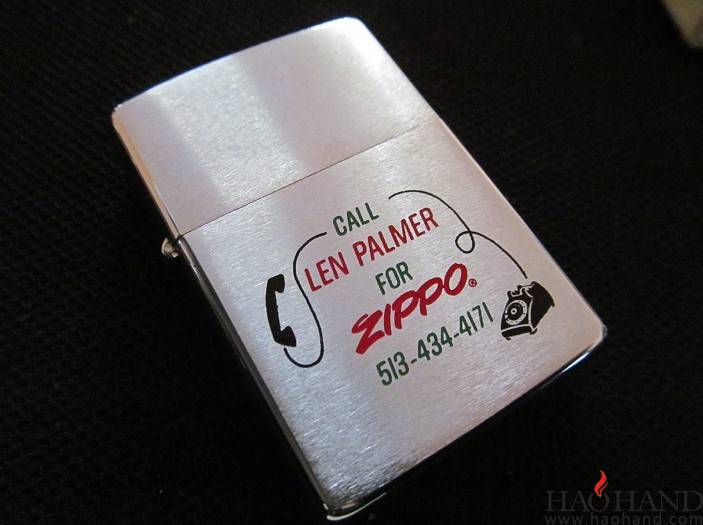 CALL
LEN PALMER
FOR
ZIPPO®
513-434-4171
HAOHAND
www.haohand.com